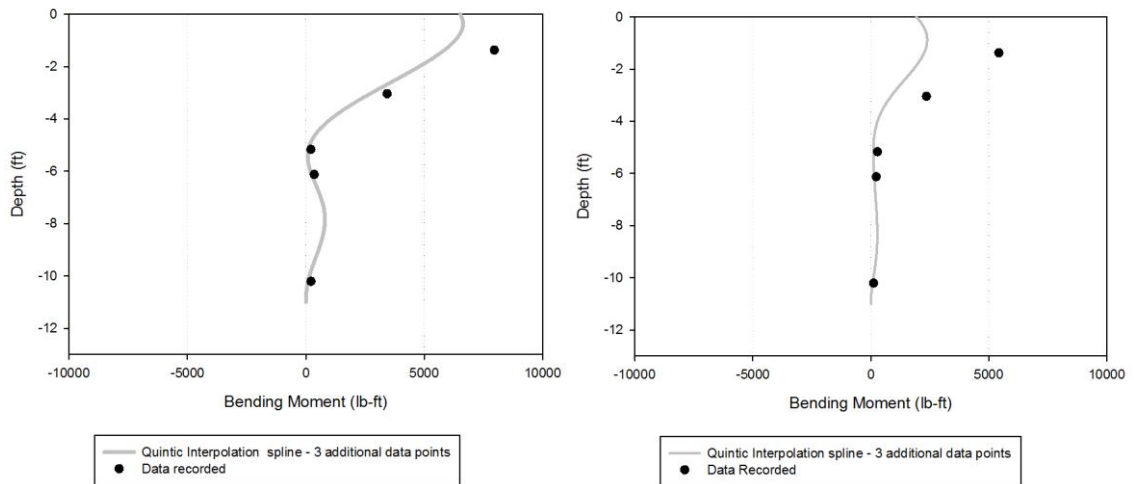 0
-2
-4
-6
-8
-10
-12
Depth (ft)
-10000 -5000 0 5000 10000
Bending Moment (lb-ft)
Quintic Interpolation spline - 3 additional data points
Data recorded
0
-2
-4
-6
-8
-10
-12
Depth (ft)
-10000 -5000 0 5000 10000
Bending Moment (lb-ft)
Quintic Interpolation spline - 3 additional data points
Data Recorded